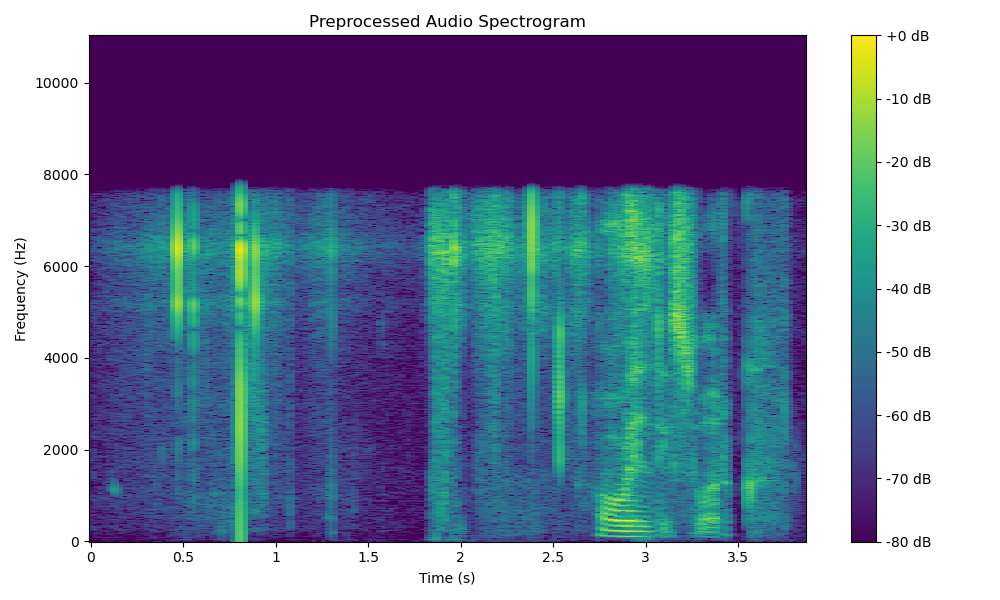 Preprocessed Audio Spectrogram
Frequency (Hz)
10000
8000
6000
4000
2000
0
0 0.5 1 1.5 2 2.5 3 3.5
Time (s)
+0 dB
-10 dB
-20 dB
-30 dB
-40 dB
-50 dB
-60 dB
-70 dB
-80 dB